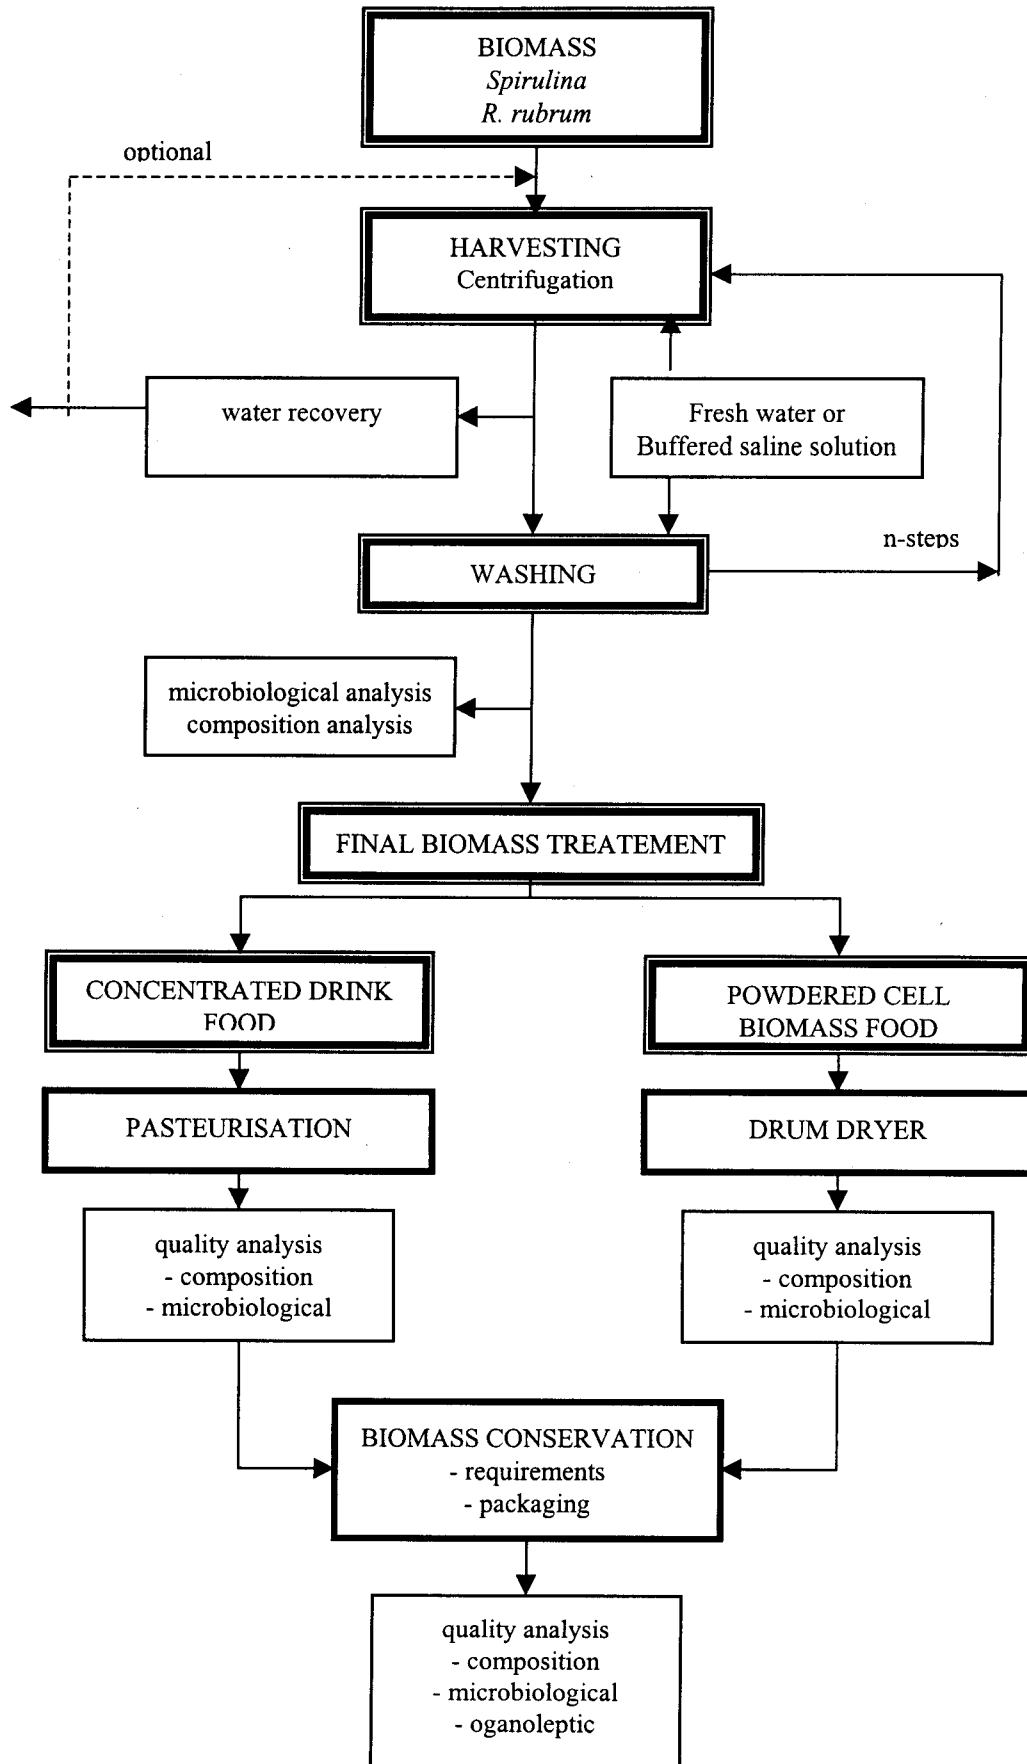 BIOMASS
Spirulina
R. rubrum
optional
HARVESTING
Centrifugation
water recovery
Fresh water or
Buffered saline solution
n-steps
WASHING
microbiological analysis
composition analysis
FINAL BIOMASS TREATEMENT
CONCENTRATED DRINK
FOOD
POWDERED CELL
BIOMASS FOOD
PASTEURISATION
DRUM DRYER
quality analysis
- composition
- microbiological
quality analysis
- composition
- microbiological
BIOMASS CONSERVATION
- requirements
- packaging
quality analysis
- composition
- microbiological
- oganoleptic